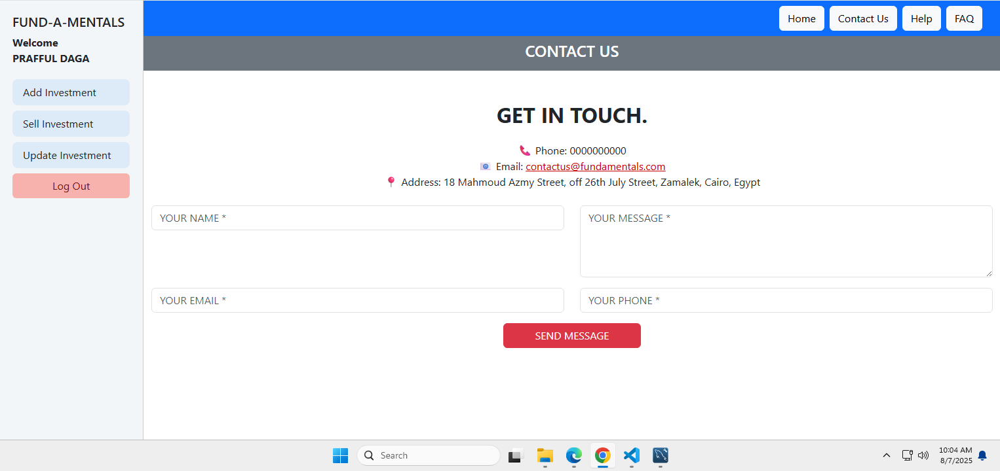 FUND-A-MENTALS
Welcome
PRAFFUL DAGA
Add Investment
Sell Investment
Update Investment
Log Out
Home
Contact Us
Help
FAQ
CONTACT US
GET IN TOUCH.
Phone: 0000000000
Email: contactus@fundamentals.com
Address: 18 Mahmoud Azmy Street, off 26th July Street, Zamalek, Cairo, Egypt
YOUR NAME *
YOUR MESSAGE *
YOUR EMAIL *
YOUR PHONE *
SEND MESSAGE
Search
10:04 AM
8/7/2025